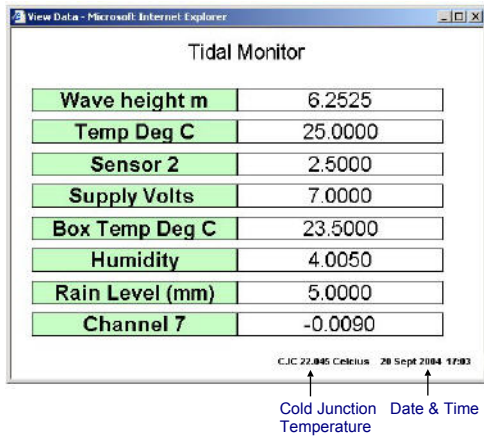 View Data - Microsoft Internet Explorer
Tidal Monitor
Wave height m 6.2525
Temp Deg C 25.0000
Sensor 2 2.5000
Supply Volts 7.0000
Box Temp Deg C 23.5000
Humidity 4.0050
Rain Level (mm) 5.0000
Channel 7 -0.0090
CJC 22.045 Celcius 20 Sept 2004 17:03
Cold Junction Date & Time
Temperature